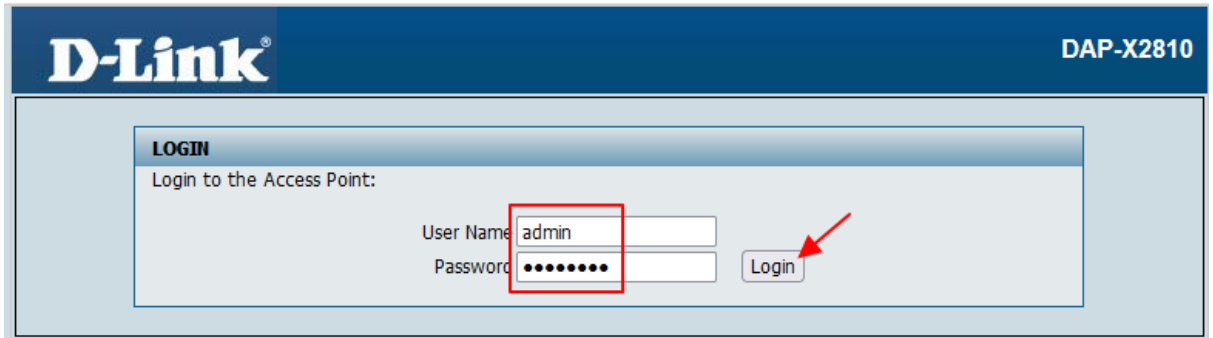 D-Link®
DAP-X2810
LOGIN
Login to the Access Point:
User Name admin
Password ●●●●●●●●
Login